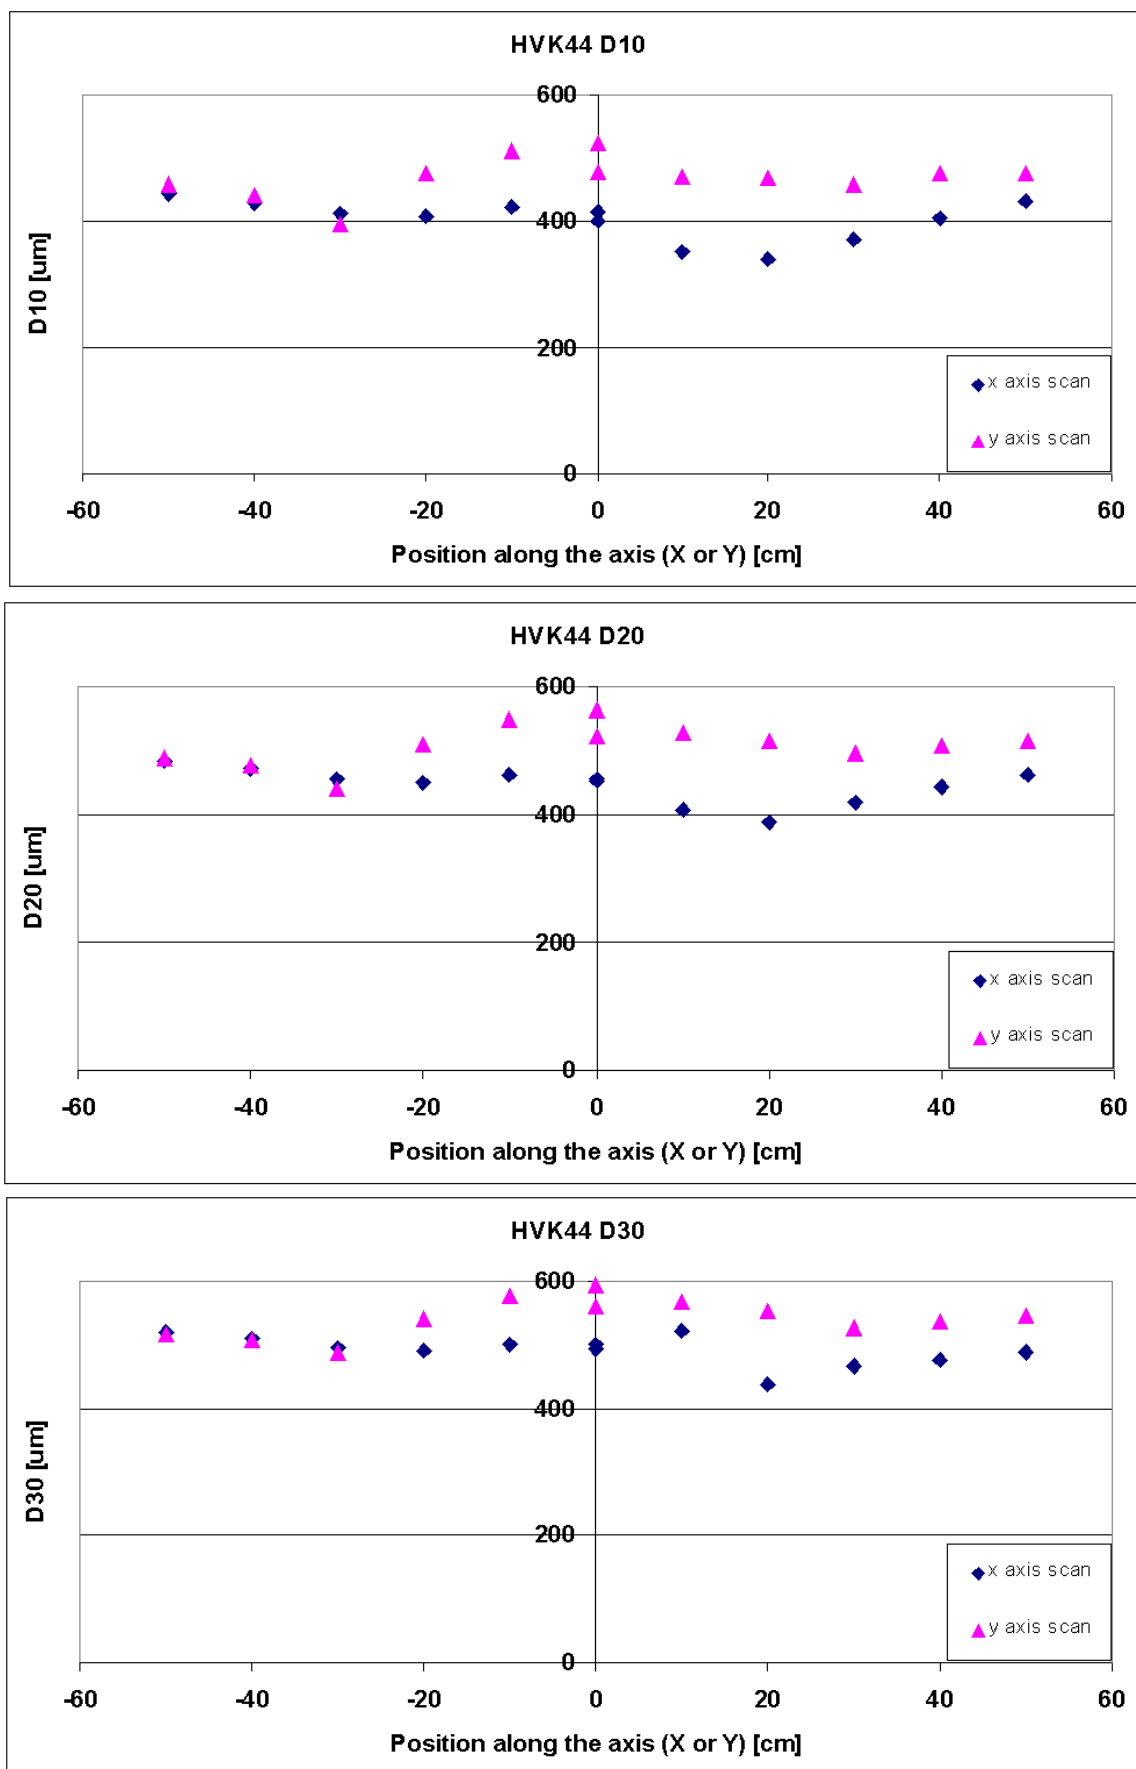 HVK44 D10
600
400
200
0
D10 [um]
x axis scan
y axis scan
-60 -40 -20 0 20 40 60
Position along the axis (X or Y) [cm]
HVK44 D20
600
400
200
0
D20 [um]
x axis scan
y axis scan
-60 -40 -20 0 20 40 60
Position along the axis (X or Y) [cm]
HVK44 D30
600
400
200
0
D30 [um]
x axis scan
y axis scan
-60 -40 -20 0 20 40 60
Position along the axis (X or Y) [cm]